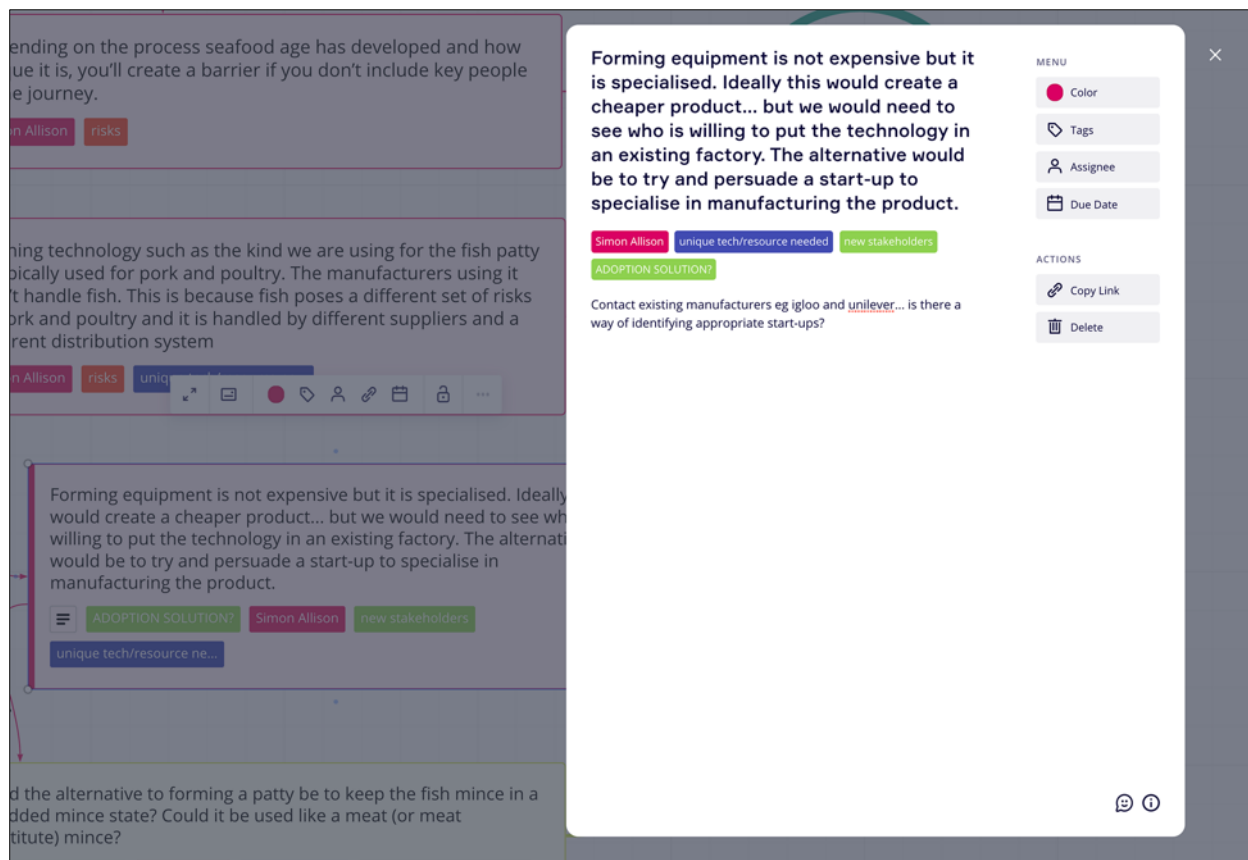 ending on the process seafood age has developed and how
ue it is, you'll create a barrier if you don't include key people
e journey.
n Allison risks
ning technology such as the kind we are using for the fish patty
pically used for pork and poultry. The manufacturers using it
't handle fish. This is because fish poses a different set of risks
ork and poultry and it is handled by different suppliers and a
rent distribution system
n Allison risks
Forming equipment is not expensive but it is specialised. Ideally
would create a cheaper product... but we would need to see wh
willing to put the technology in an existing factory. The alternati
would be to try and persuade a start-up to specialise in
manufacturing the product.
ADOPTION SOLUTION? Simon Allison new stakeholders
unique tech/resource ne...
d the alternative to forming a patty be to keep the fish mince in a
dded mince state? Could it be used like a meat (or meat
titute) mince?
Forming equipment is not expensive but it
is specialised. Ideally this would create a
cheaper product... but we would need to
see who is willing to put the technology in
an existing factory. The alternative would
be to try and persuade a start-up to
specialise in manufacturing the product.
Simon Allison unique tech/resource needed new stakeholders
ADOPTION SOLUTION?
Contact existing manufacturers eg igloo and unilever... is there a
way of identifying appropriate start-ups?
MENU
Color
Tags
Assignee
Due Date
ACTIONS
Copy Link
Delete